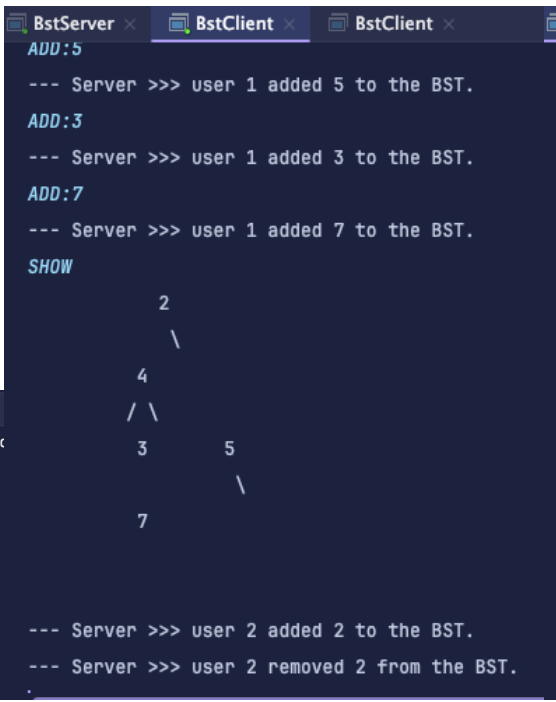 BstServer × BstClient × BstClient ×
ADD:5
--- Server >>> user 1 added 5 to the BST.
ADD:3
--- Server >>> user 1 added 3 to the BST.
ADD:7
--- Server >>> user 1 added 7 to the BST.
SHOW
2
\
4
/ \
3 5
\
7
--- Server >>> user 2 added 2 to the BST.
--- Server >>> user 2 removed 2 from the BST.